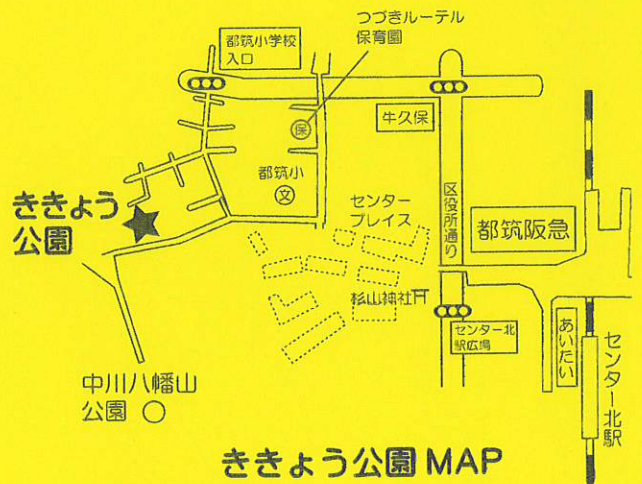 つづきルーテル
保育園
都筑小学校
入口
保
牛久保
都筑小
文
ききょう
公園
センター
プレイス
区役所通り
都筑阪急
杉山神社
センター北
駅広場
あいたい
センター北駅
中川八幡山
公園
ききょう公園 MAP